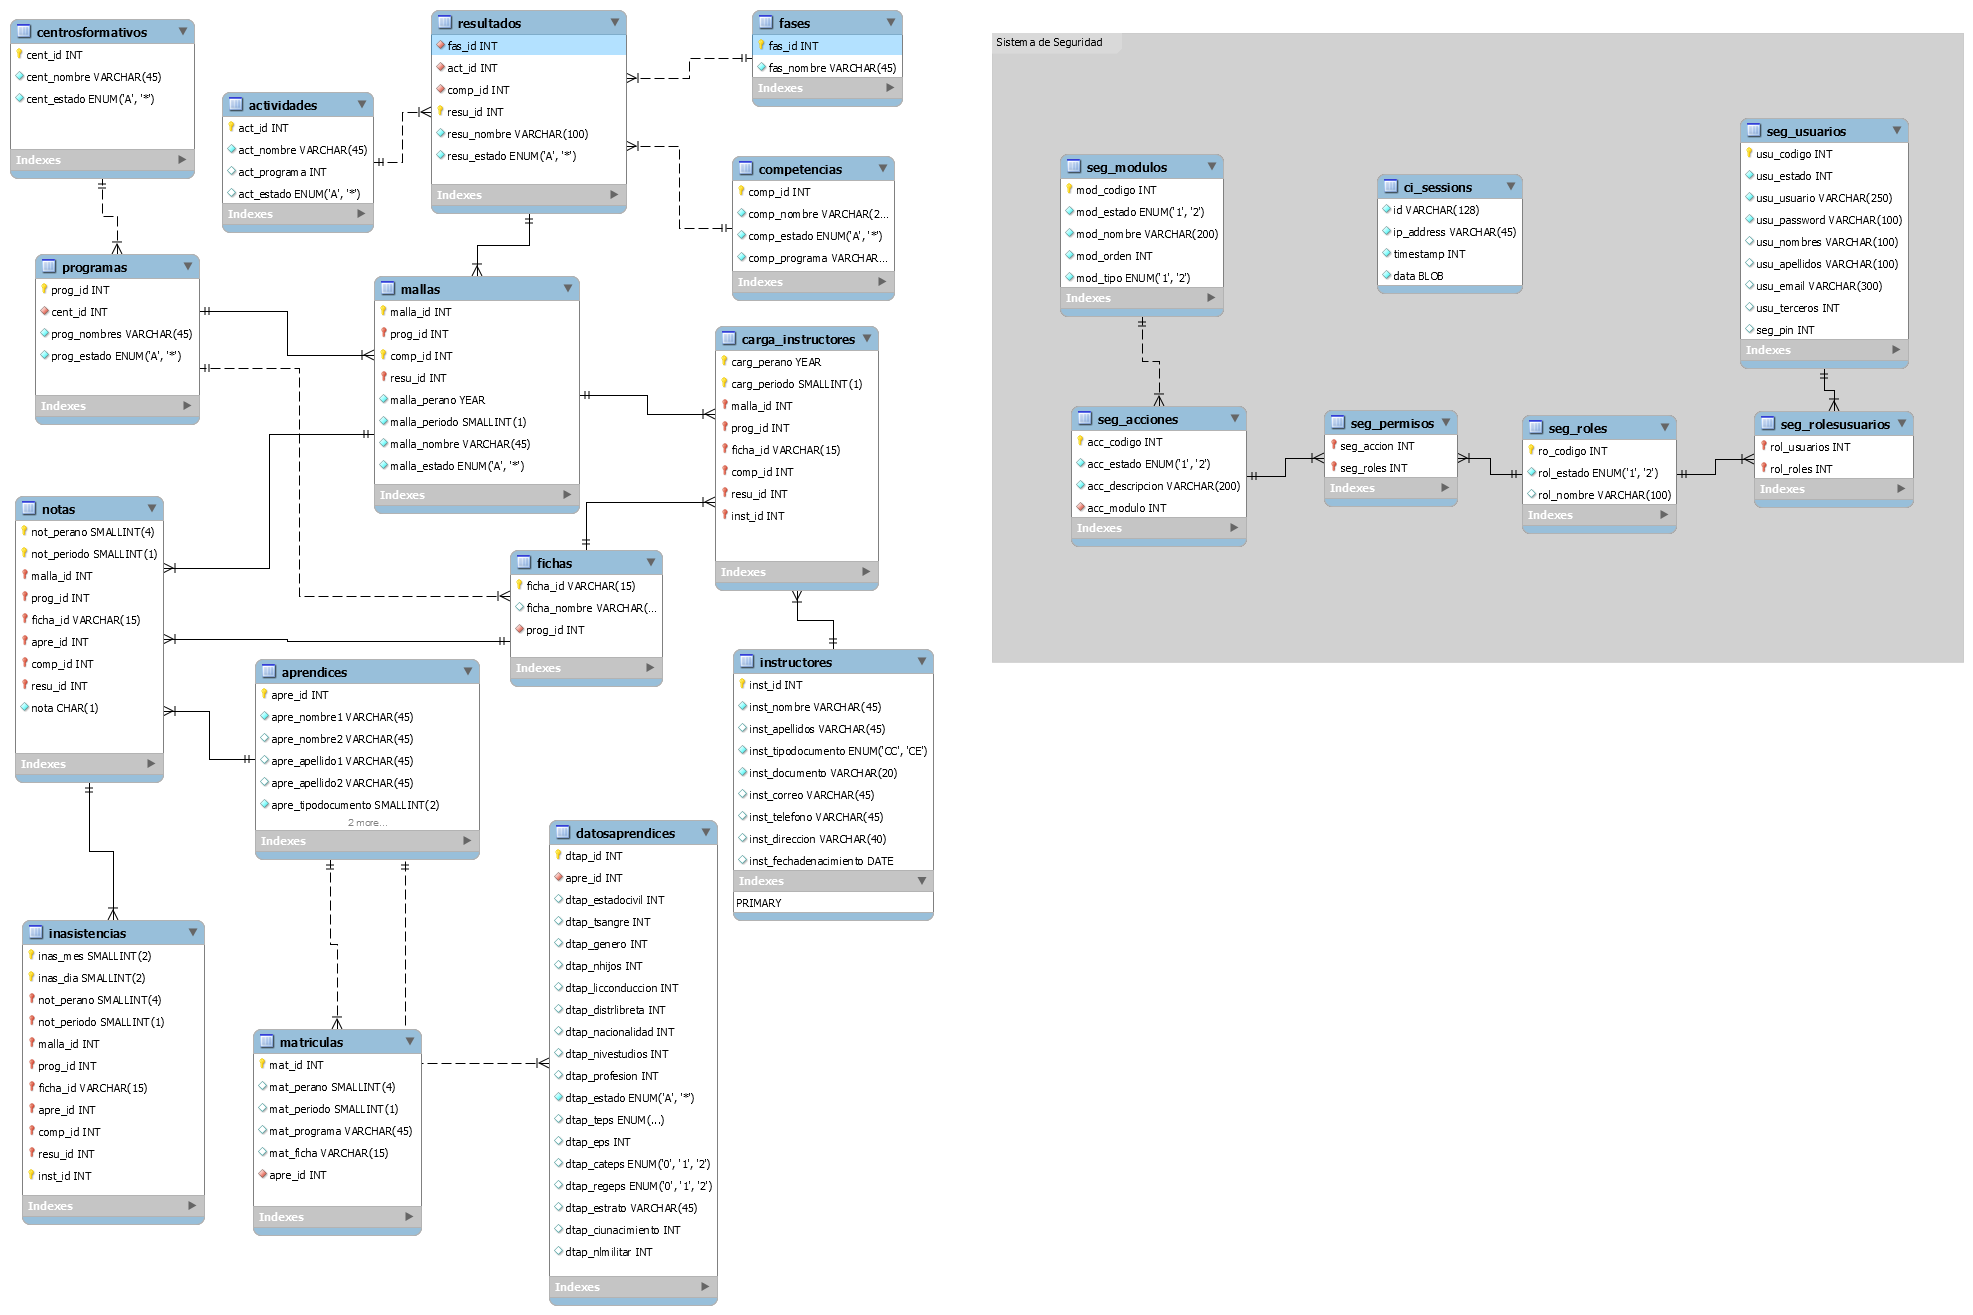 centrosformativos
cent_id INT
cent_nombre VARCHAR(45)
cent_estado ENUM('A', '*')
Indexes
actividades
act_id INT
act_nombre VARCHAR(45)
act_programa INT
act_estado ENUM('A', '*')
Indexes
resultados
fas_id INT
act_id INT
comp_id INT
resu_id INT
resu_nombre VARCHAR(100)
resu_estado ENUM('A', '*')
Indexes
fases
fas_id INT
fas_nombre VARCHAR(45)
Indexes
competencias
comp_id INT
comp_nombre VARCHAR(2...
comp_estado ENUM('A', '*')
comp_programa VARCHAR...
Indexes
programas
prog_id INT
cent_id INT
prog_nombres VARCHAR(45)
prog_estado ENUM('A', '*')
Indexes
mallas
malla_id INT
prog_id INT
comp_id INT
resu_id INT
malla_perano YEAR
malla_periodo SMALLINT(1)
malla_nombre VARCHAR(45)
malla_estado ENUM('A', '*')
Indexes
carga_instructores
carg_perano YEAR
carg_periodo SMALLINT(1)
malla_id INT
prog_id INT
ficha_id VARCHAR(15)
comp_id INT
resu_id INT
inst_id INT
Indexes
notas
not_perano SMALLINT(4)
not_periodo SMALLINT(1)
malla_id INT
prog_id INT
ficha_id VARCHAR(15)
apre_id INT
comp_id INT
resu_id INT
nota CHAR(1)
Indexes
fichas
ficha_id VARCHAR(15)
ficha_nombre VARCHAR(...
prog_id INT
Indexes
aprendices
apre_id INT
apre_nombre1 VARCHAR(45)
apre_nombre2 VARCHAR(45)
apre_apellido1 VARCHAR(45)
apre_apellido2 VARCHAR(45)
apre_tipodocumento SMALLINT(2)
2 more...
Indexes
instructores
inst_id INT
inst_nombre VARCHAR(45)
inst_apellidos VARCHAR(45)
inst_tipodocumento ENUM('CC', 'CE')
inst_documento VARCHAR(20)
inst_correo VARCHAR(45)
inst_telefono VARCHAR(45)
inst_direccion VARCHAR(40)
inst_fechadenacimiento DATE
Indexes
PRIMARY
inasistencias
inas_mes SMALLINT(2)
inas_dia SMALLINT(2)
not_perano SMALLINT(4)
not_periodo SMALLINT(1)
malla_id INT
prog_id INT
ficha_id VARCHAR(15)
apre_id INT
comp_id INT
resu_id INT
inst_id INT
Indexes
matriculas
mat_id INT
mat_perano SMALLINT(4)
mat_periodo SMALLINT(1)
mat_programa VARCHAR(45)
mat_ficha VARCHAR(15)
apre_id INT
Indexes
datosaprendices
dtap_id INT
apre_id INT
dtap_estadocivil INT
dtap_tsangre INT
dtap_genero INT
dtap_nhijos INT
dtap_licconduccion INT
dtap_distrlibreta INT
dtap_nacionalidad INT
dtap_nivestudios INT
dtap_profesion INT
dtap_estado ENUM('A', '*')
dtap_teps ENUM(...)
dtap_eps INT
dtap_cateps ENUM('0', '1', '2')
dtap_regeps ENUM('0', '1', '2')
dtap_estrato VARCHAR(45)
dtap_ciunacimiento INT
dtap_nlmilitar INT
Indexes
Sistema de Seguridad
seg_modulos
mod_codigo INT
mod_estado ENUM('1', '2')
mod_nombre VARCHAR(200)
mod_orden INT
mod_tipo ENUM('1', '2')
Indexes
ci_sessions
id VARCHAR(128)
ip_address VARCHAR(45)
timestamp INT
data BLOB
seg_usuarios
usu_codigo INT
usu_estado INT
usu_usuario VARCHAR(250)
usu_password VARCHAR(100)
usu_nombres VARCHAR(100)
usu_apellidos VARCHAR(100)
usu_email VARCHAR(300)
usu_terceros INT
seg_pin INT
Indexes
seg_acciones
acc_codigo INT
acc_estado ENUM('1', '2')
acc_descripcion VARCHAR(200)
acc_modulo INT
Indexes
seg_permisos
seg_accion INT
seg_roles INT
Indexes
seg_roles
ro_codigo INT
rol_estado ENUM('1', '2')
rol_nombre VARCHAR(100)
Indexes
seg_rolesusuarios
rol_usuarios INT
rol_roles INT
Indexes